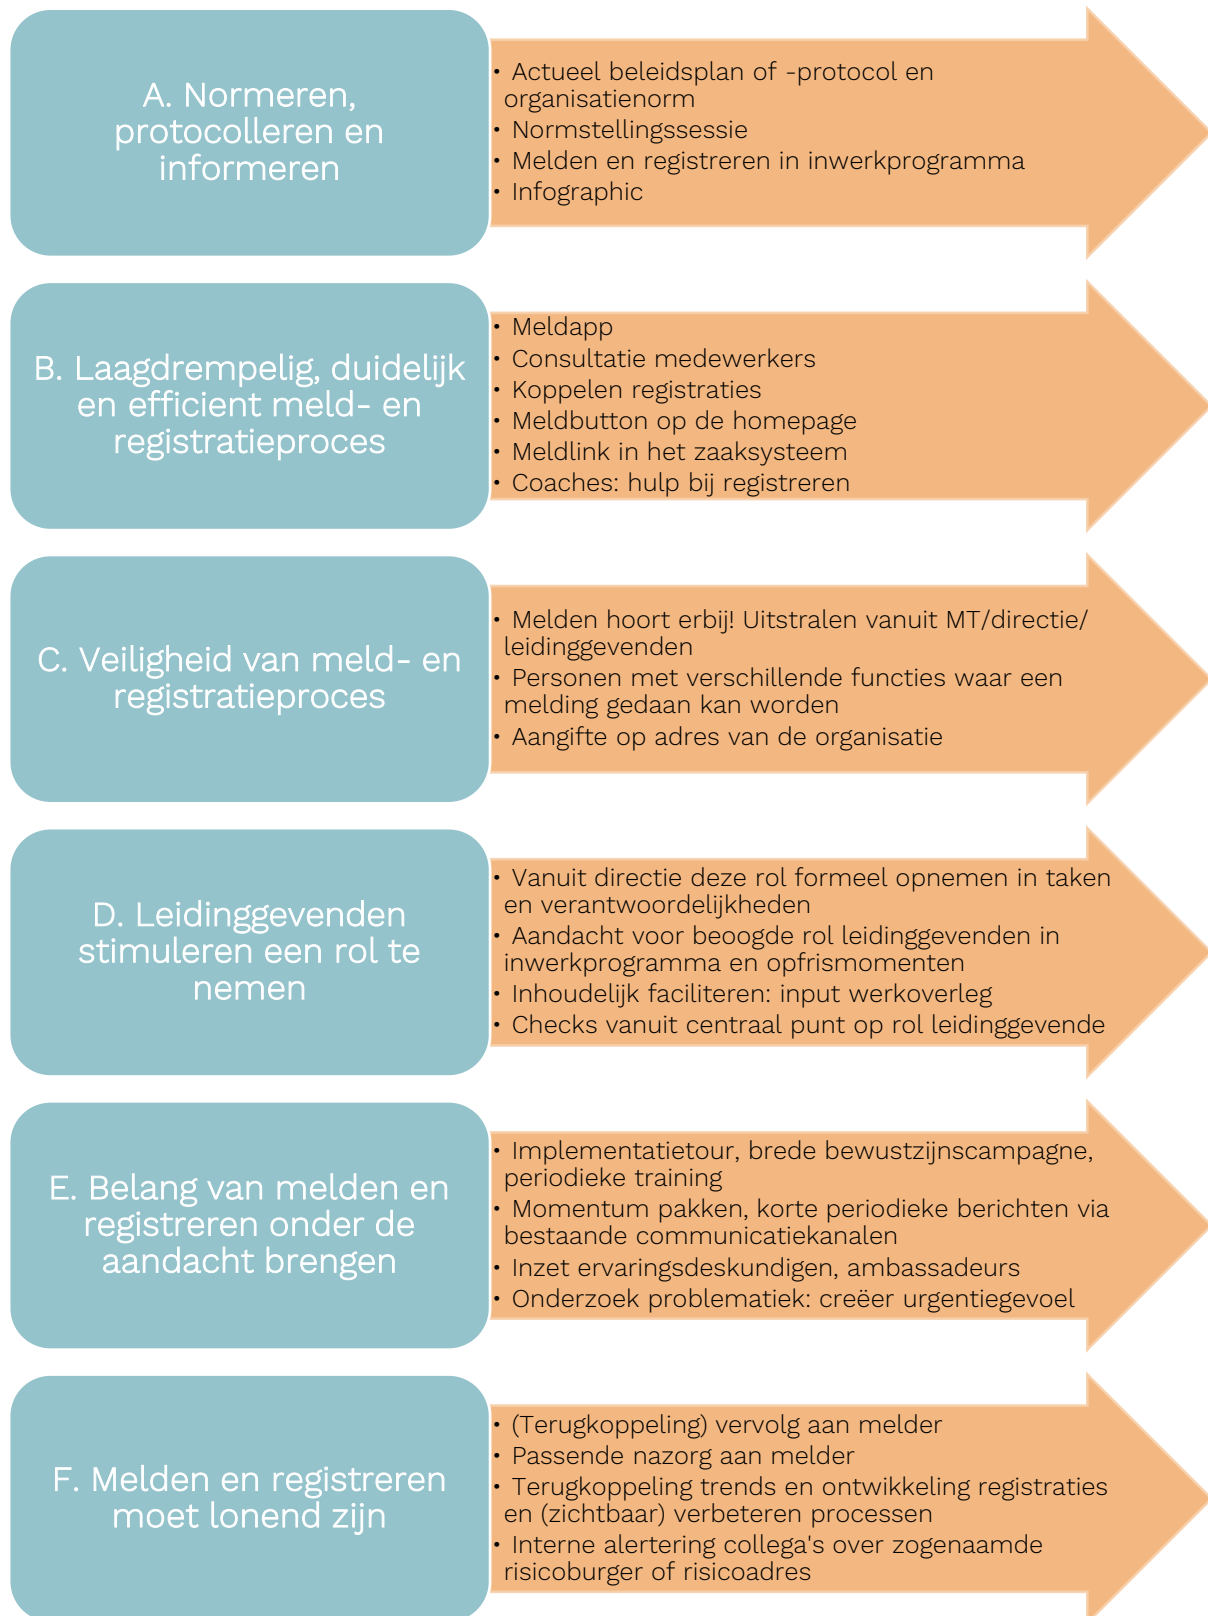 A. Normeren,
protocolleren en
informeren
• Actueel beleidsplan of -protocol en
organisatienorm
• Normstellingssessie
• Melden en registreren in inwerkprogramma
• Infographic
B. Laagdrempelig, duidelijk
en efficient meld- en
registratieproces
• Meldapp
• Consultatie medewerkers
• Koppelen registraties
• Meldbutton op de homepage
• Meldlink in het zaaksysteem
• Coaches: hulp bij registreren
C. Veiligheid van meld- en
registratieproces
• Melden hoort erbij! Uitstralen vanuit MT/directie/
leidinggevenden
• Personen met verschillende functies waar een
melding gedaan kan worden
• Aangifte op adres van de organisatie
D. Leidinggevenden
stimuleren een rol te
nemen
• Vanuit directie deze rol formeel opnemen in taken
en verantwoordelijkheden
• Aandacht voor beoogde rol leidinggevenden in
inwerkprogramma en opfrismomenten
• Inhoudelijk faciliteren: input werkoverleg
• Checks vanuit centraal punt op rol leidinggevende
E. Belang van melden en
registreren onder de
aandacht brengen
• Implementatietour, brede bewustzijnscampagne,
periodieke training
• Momentum pakken, korte periodieke berichten via
bestaande communicatiekanalen
• Inzet ervaringsdeskundigen, ambassadeurs
• Onderzoek problematiek: creëer urgentiegevoel
F. Melden en registreren
moet lonend zijn
• (Terugkoppeling) vervolg aan melder
• Passende nazorg aan melder
• Terugkoppeling trends en ontwikkeling registraties
en (zichtbaar) verbeteren processen
• Interne alertering collega's over zogenaamde
risicoburger of risicoadres